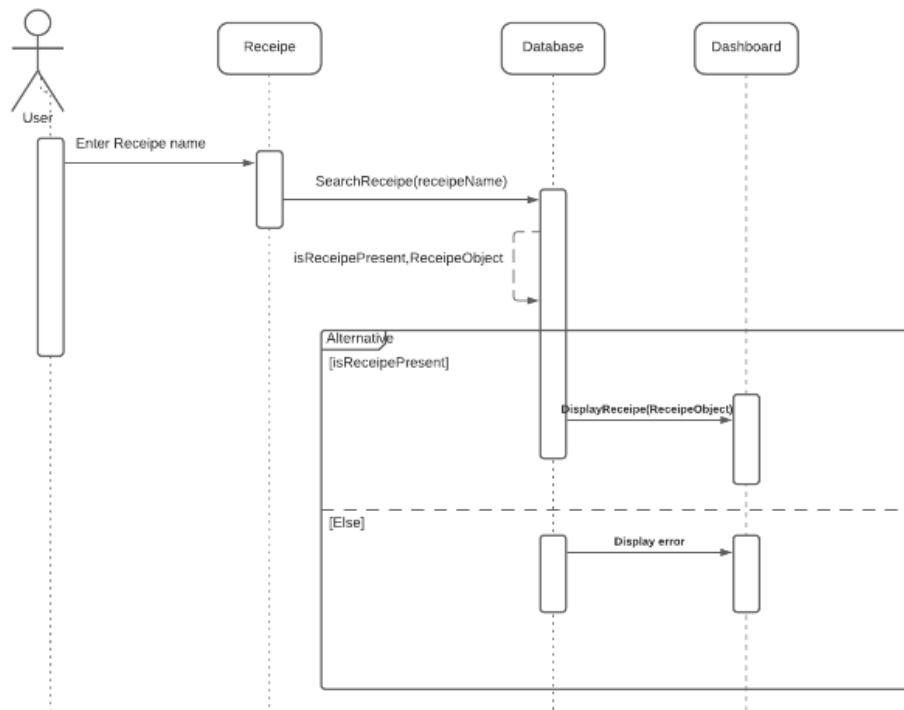 Receipe
Database
Dashboard
User
Enter Receipe name
SearchReceipe(receipeName)
isReceipePresent,ReceipeObject
Alternative
[isReceipePresent]
DisplayReceipe(ReceipeObject)
[Else]
Display error